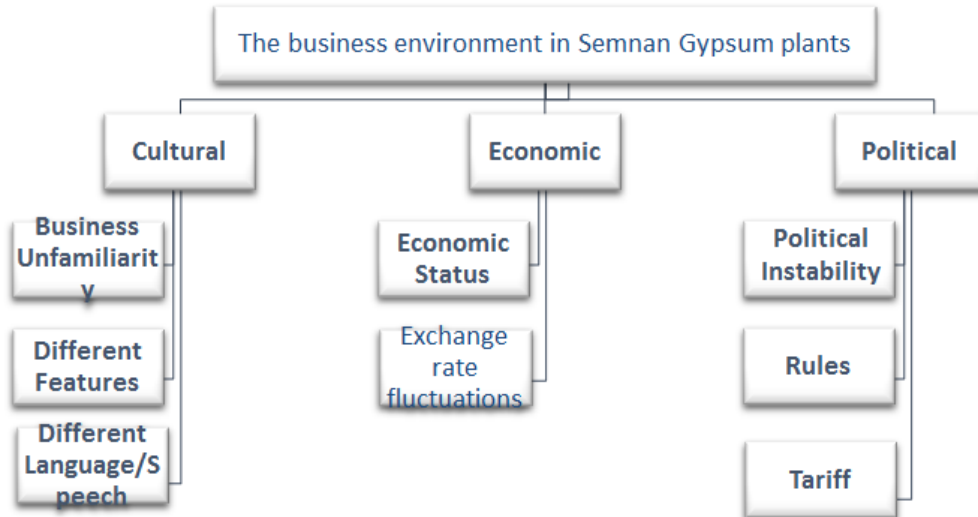 The business environment in Semnan Gypsum plants
Cultural
Economic
Political
Business
Unfamiliarit
y
Different
Features
Different
Language/S
peech
Economic
Status
Exchange
rate
fluctuations
Political
Instability
Rules
Tariff